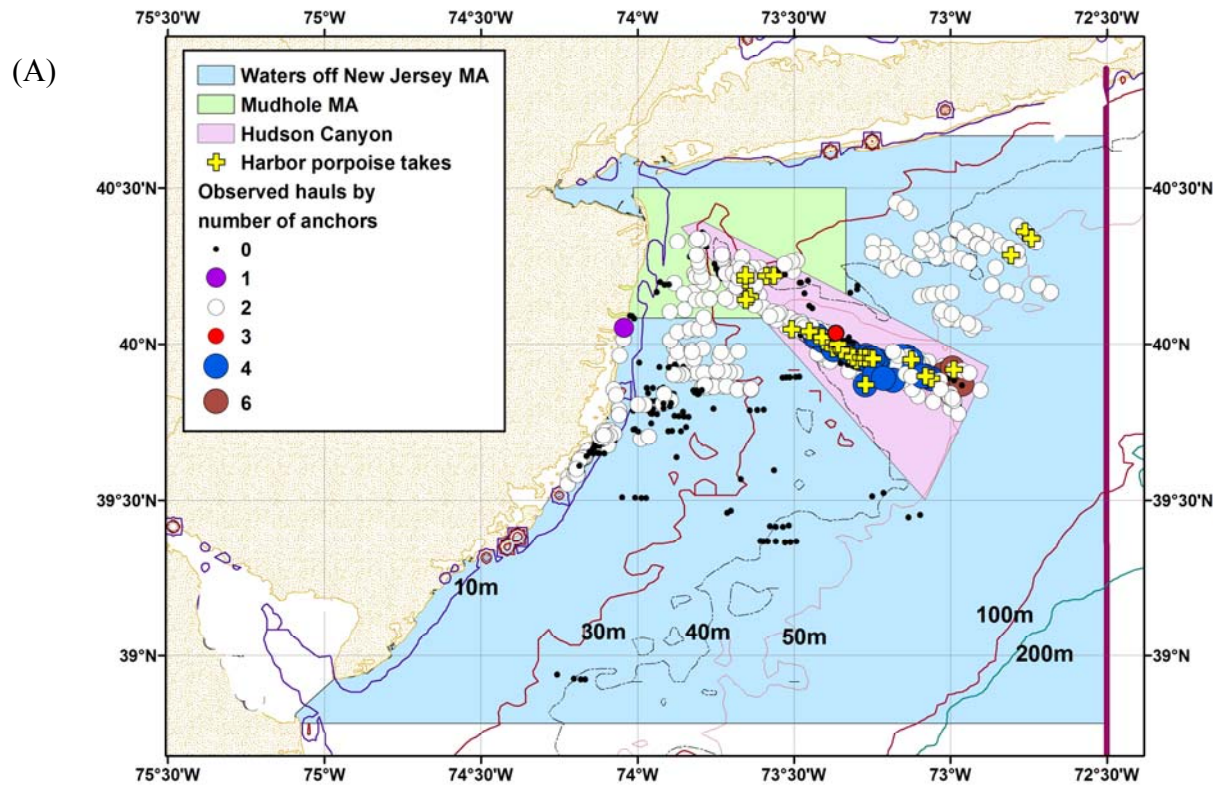 75°30'W 75°W 74°30'W 74°W 73°30'W 73°W 72°30'W
(A)
Waters off New Jersey MA
Mudhole MA
Hudson Canyon
Harbor porpoise takes
Observed hauls by
number of anchors
0
1
2
3
4
6
40°30'N 40°30'N
40°N 40°N
39°30'N 39°30'N
10m
30m 40m 50m 100m
200m
39°N 39°N
75°30'W 75°W 74°30'W 74°W 73°30'W 73°W 72°30'W